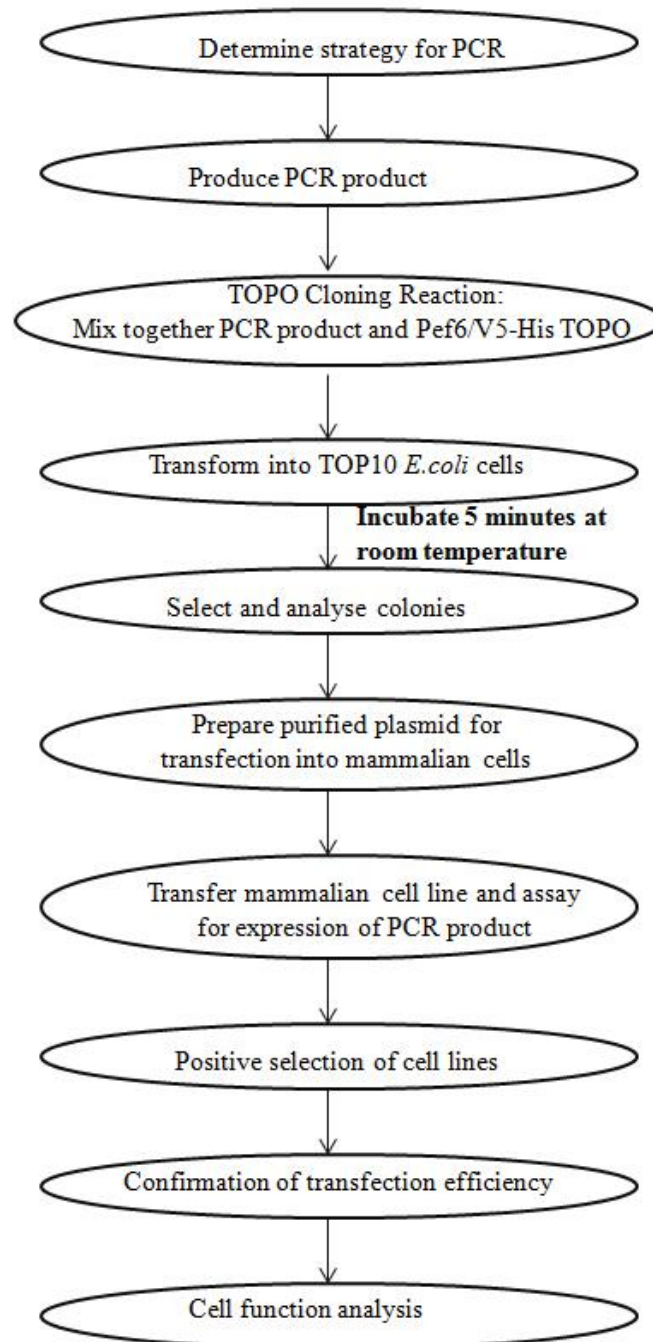 Determine strategy for PCR
Produce PCR product
TOPO Cloning Reaction:
Mix together PCR product and Pef6/V5-His TOPO
Transform into TOP10 E.coli cells
Incubate 5 minutes at
room temperature
Select and analyse colonies
Prepare purified plasmid for
transfection into mammalian cells
Transfer mammalian cell line and assay
for expression of PCR product
Positive selection of cell lines
Confirmation of transfection efficiency
Cell function analysis